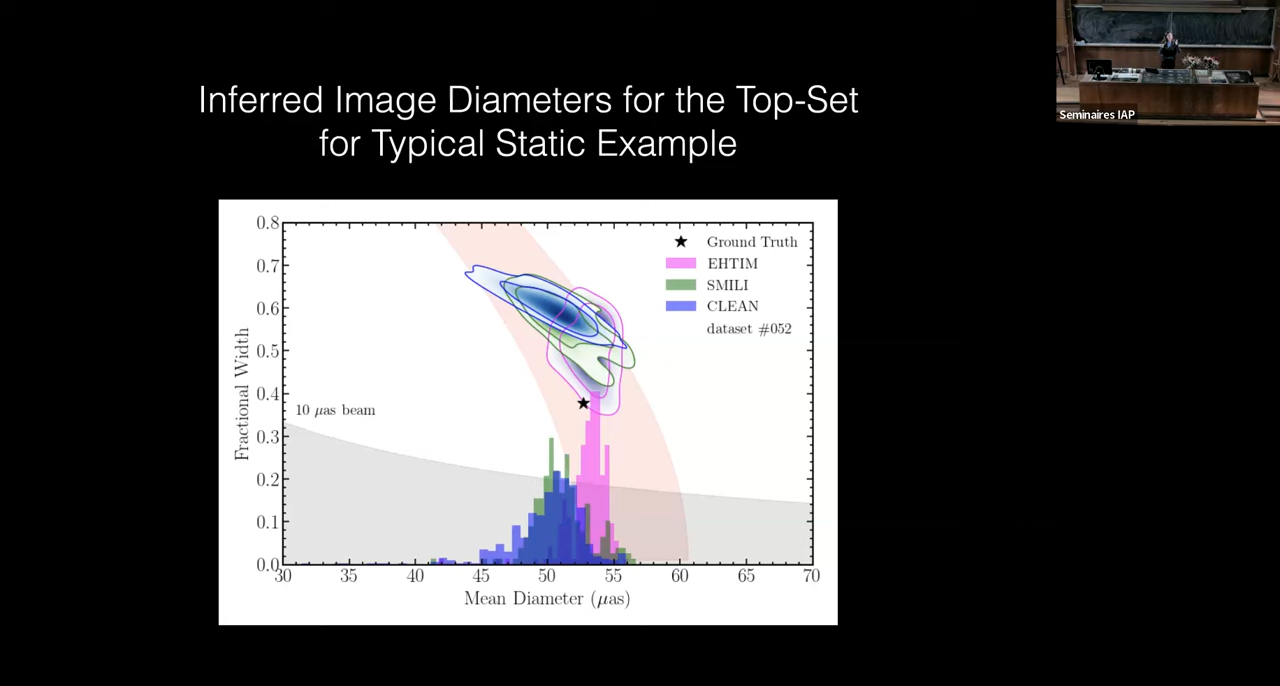 Inferred Image Diameters for the Top-Set
for Typical Static Example
Seminaires IAP
Ground Truth
EHTIM
SMILI
CLEAN
dataset #052
10 μas beam
Fractional Width
0.8
0.7
0.6
0.5
0.4
0.3
0.2
0.1
0.0
30 35 40 45 50 55 60 65 70
Mean Diameter (μas)